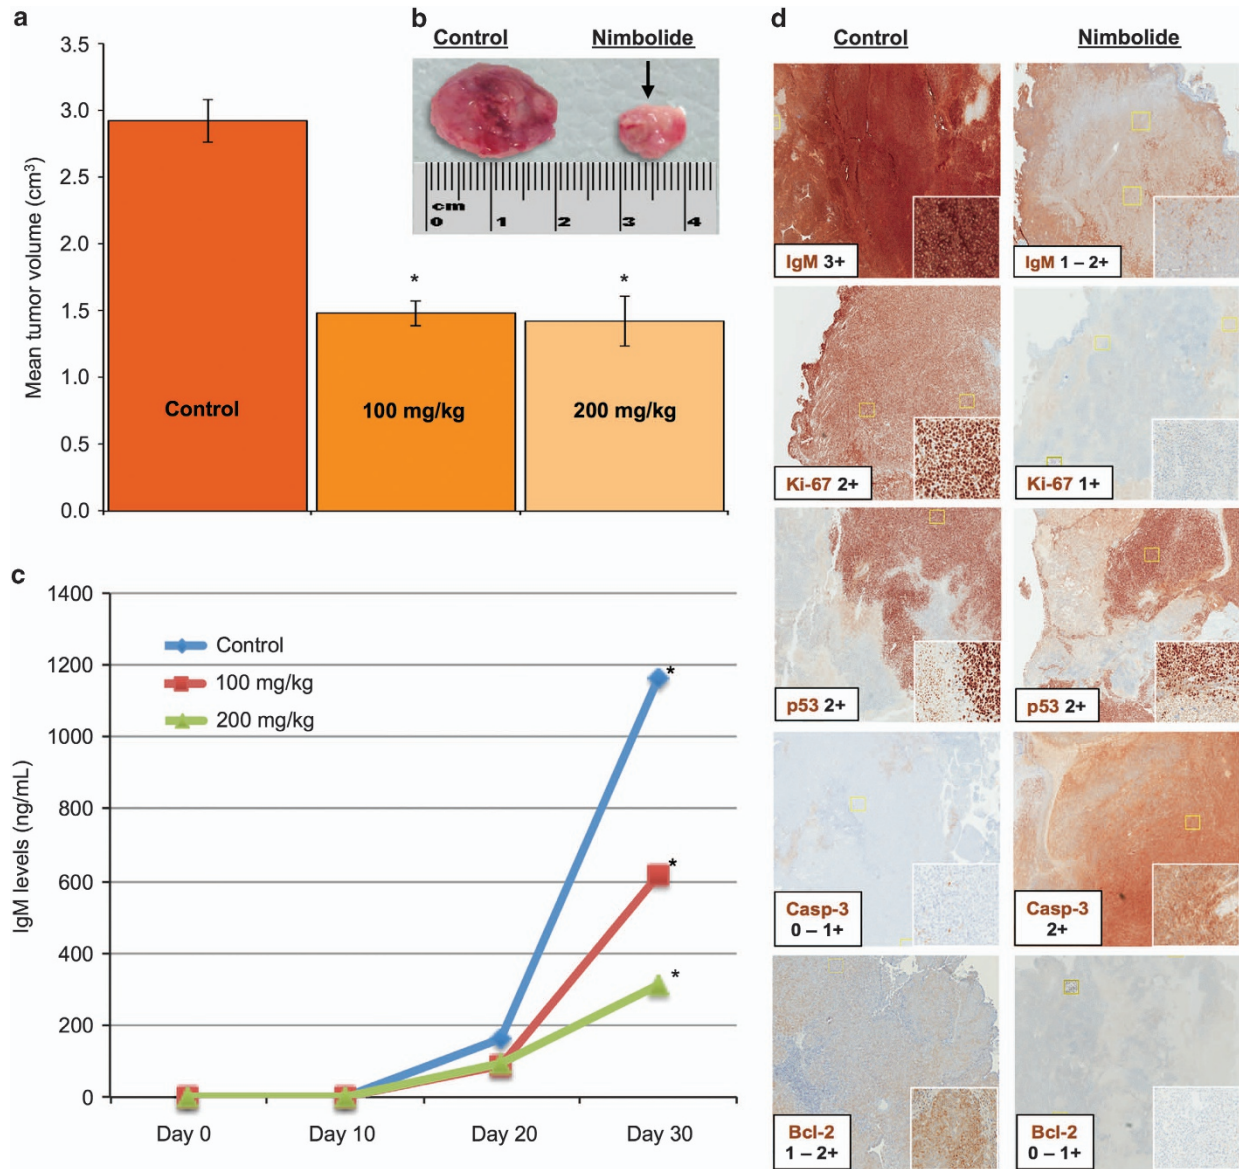 a
3.5
3.0
2.5
2.0
1.5
1.0
0.5
0.0
Mean tumor volume (cm³)
Control
*
100 mg/kg
*
200 mg/kg
b
Control
Nimbolide
cm
0 1 2 3 4
c
1400
1200
1000
800
600
400
200
0
IgM levels (ng/mL)
Control
100 mg/kg
200 mg/kg
*
*
*
Day 0 Day 10 Day 20 Day 30
d
Control Nimbolide
IgM 3+
IgM 1 – 2+
Ki-67 2+
Ki-67 1+
p53 2+
p53 2+
Casp-3
0 – 1+
Casp-3
2+
Bcl-2
1 – 2+
Bcl-2
0 – 1+